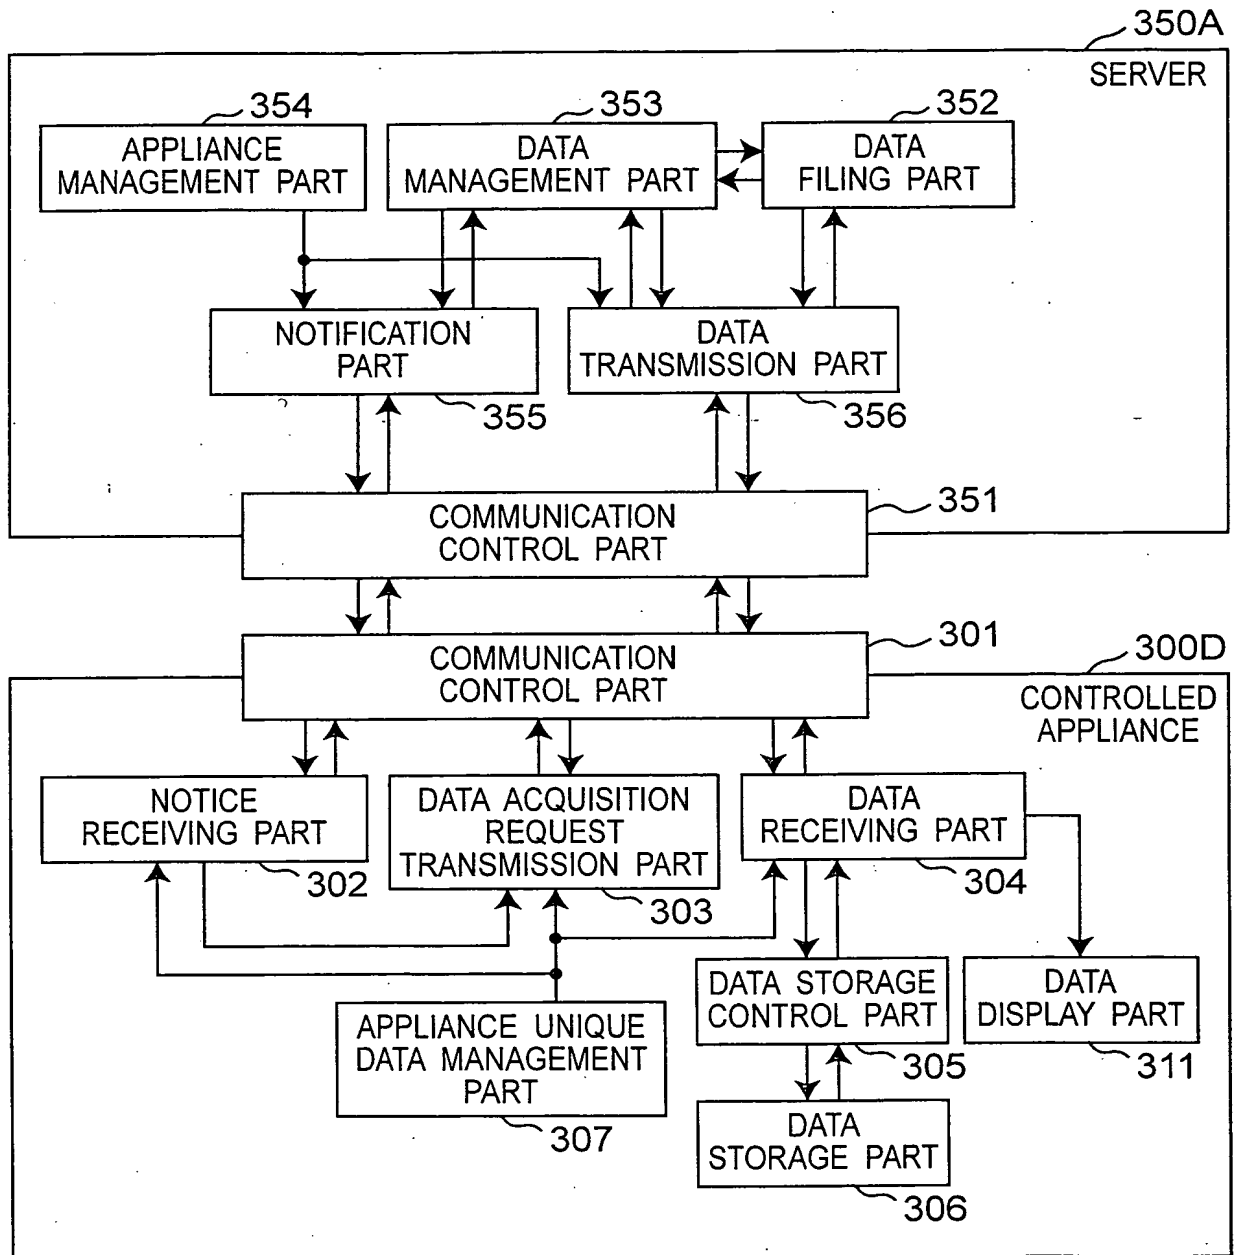 350A
SERVER
354
353
352
APPLIANCE
MANAGEMENT PART
DATA
MANAGEMENT PART
DATA
FILING PART
NOTIFICATION
PART
DATA
TRANSMISSION PART
355
356
COMMUNICATION
CONTROL PART
351
COMMUNICATION
CONTROL PART
301
300D
CONTROLLED
APPLIANCE
NOTICE
RECEIVING PART
DATA ACQUISITION
REQUEST
TRANSMISSION PART
DATA
RECEIVING PART
302
303
304
APPLIANCE UNIQUE
DATA MANAGEMENT
PART
DATA STORAGE
CONTROL PART
DATA
DISPLAY PART
305
311
307
DATA
STORAGE PART
306